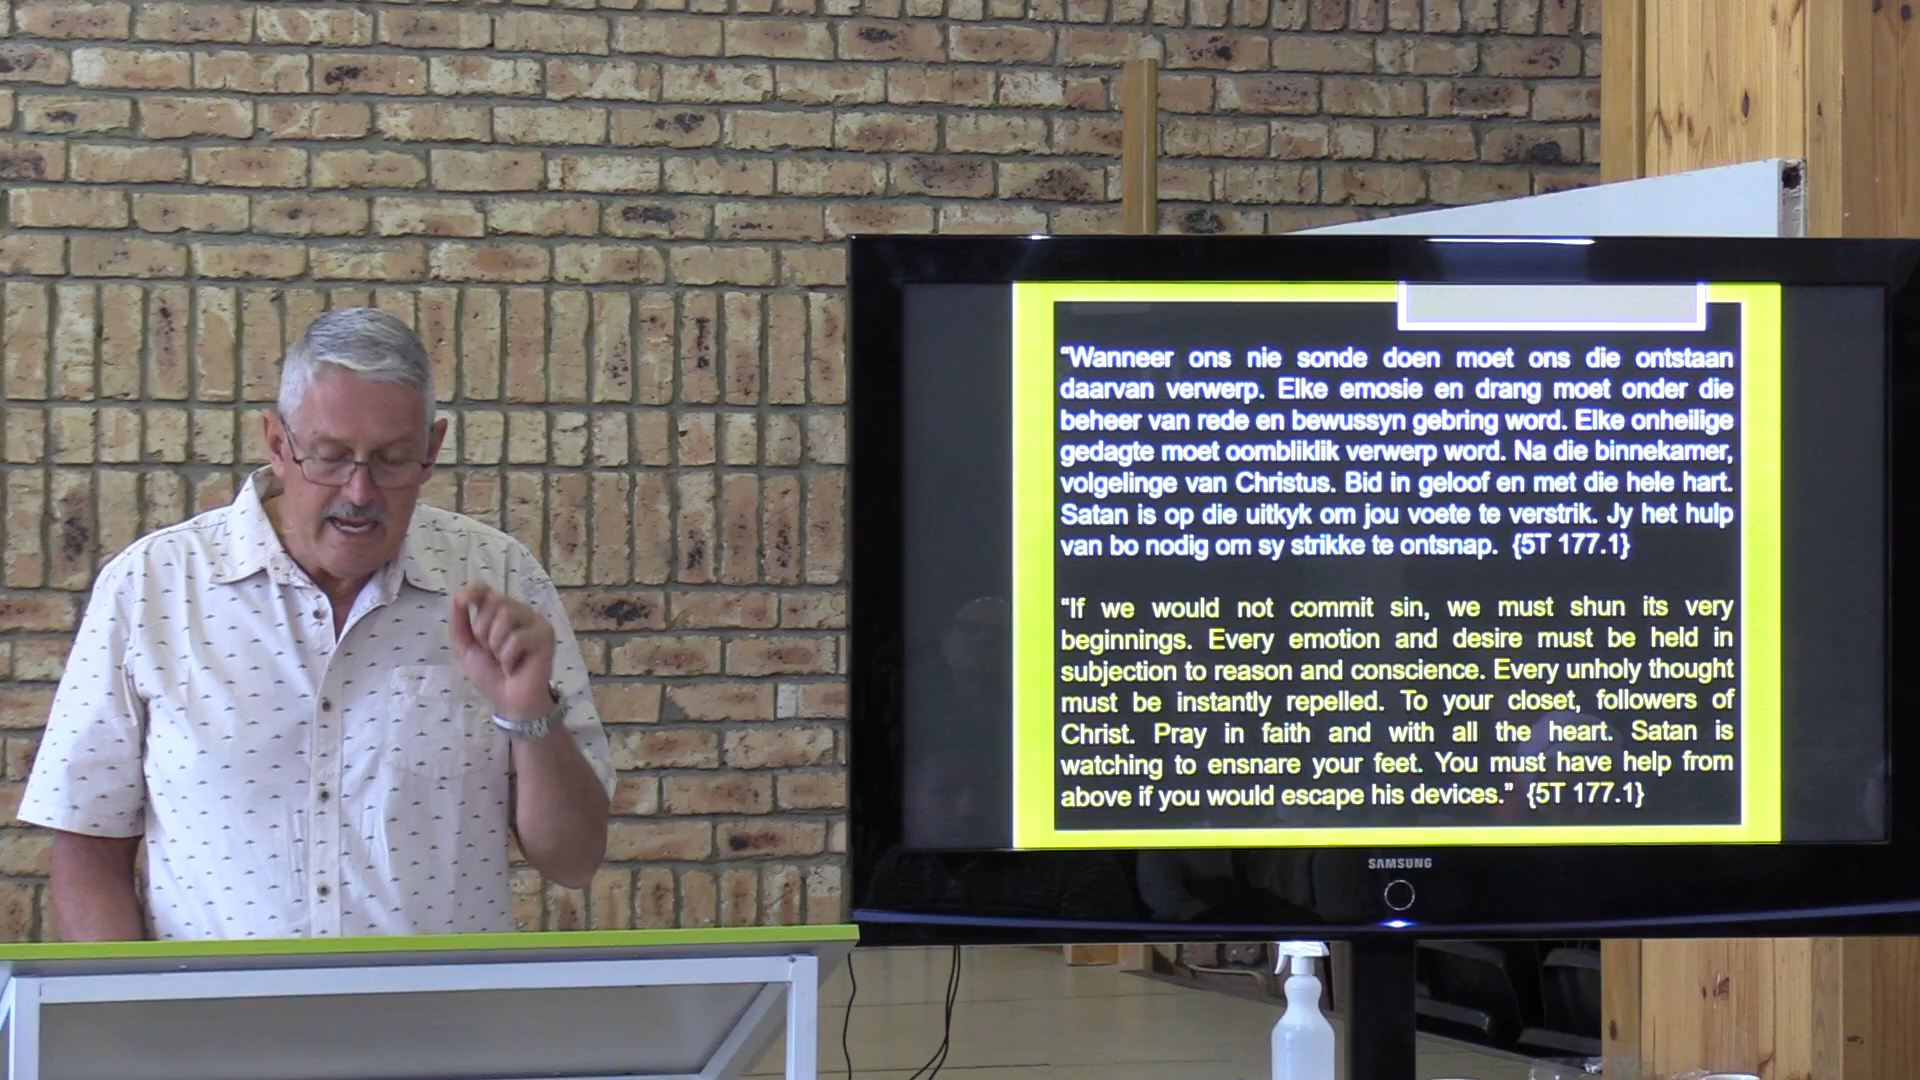 “Wanneer ons nie sonde doen moet ons die ontstaan
daarvan verwerp. Elke emosie en drang moet onder die
beheer van rede en bewussyn gebring word. Elke onheilige
gedagte moet oombliklik verwerp word. Na die binnekamer,
volgelinge van Christus. Bid in geloof en met die hele hart.
Satan is op die uitkyk om jou voete te verstrik. Jy het hulp
van bo nodig om sy strikke te ontsnap. {5T 177.1}
“If we would not commit sin, we must shun its very
beginnings. Every emotion and desire must be held in
subjection to reason and conscience. Every unholy thought
must be instantly repelled. To your closet, followers of
Christ. Pray in faith and with all the heart. Satan is
watching to ensnare your feet. You must have help from
above if you would escape his devices.” {5T 177.1}
SAMSUNG